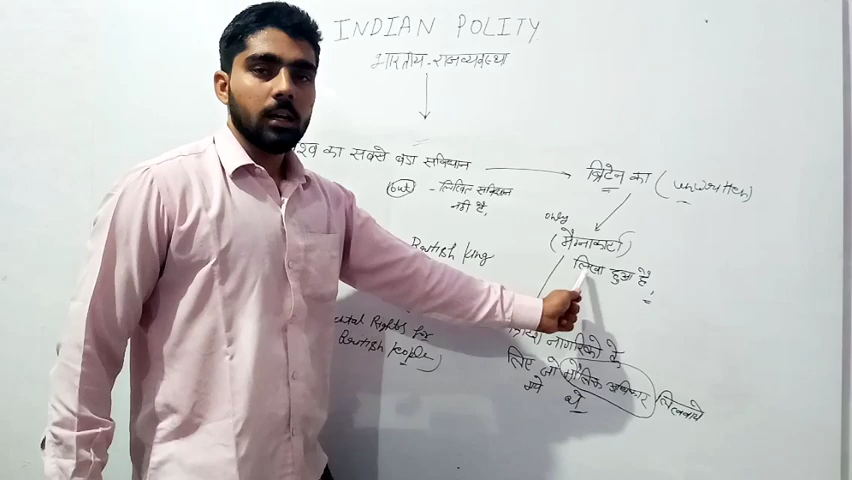 INDIAN POLITY
भारतीय - राजव्यवस्था
का सबसे बड़ा संविधान
ब्रिटेन का (unwritten)
(but) - लिखित संविधान
नहीं है,
only
(मैग्नाकार्टा)
लिखा हुआ है,
British King
Rights for
British people)
नागरिकों के
लिए जो मौलिक अधिकार लिखवाये
गये थे